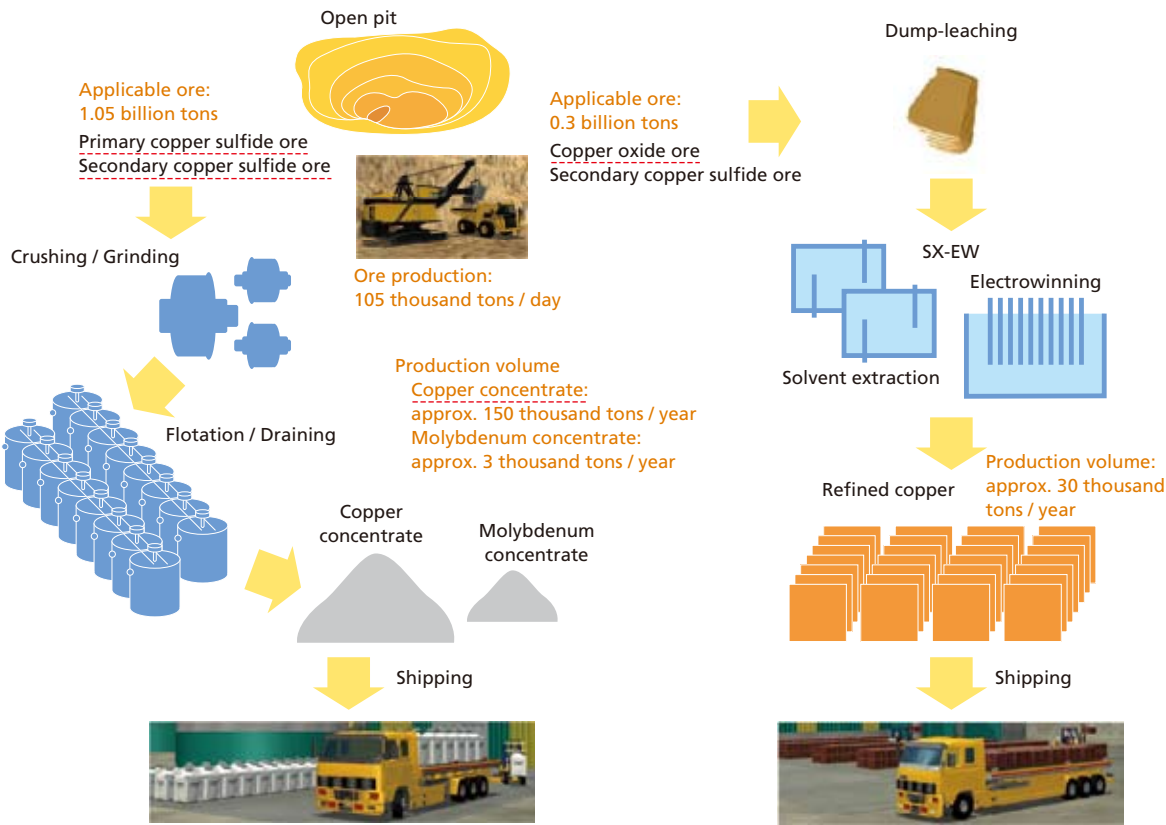 Open pit
Applicable ore:
1.05 billion tons
Primary copper sulfide ore
Secondary copper sulfide ore
Crushing / Grinding
Flotation / Draining
Ore production:
105 thousand tons / day
Production volume
Copper concentrate:
approx. 150 thousand tons / year
Molybdenum concentrate:
approx. 3 thousand tons / year
Copper
concentrate
Molybdenum
concentrate
Shipping
Applicable ore:
0.3 billion tons
Copper oxide ore
Secondary copper sulfide ore
Dump-leaching
SX-EW
Electrowinning
Solvent extraction
Refined copper
Production volume:
approx. 30 thousand
tons / year
Shipping